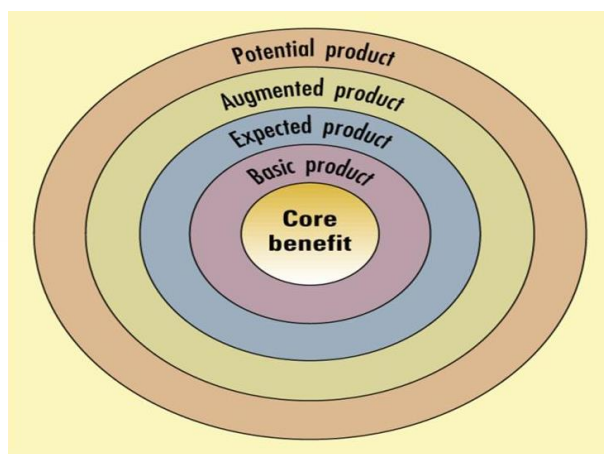 Potential product
Augmented product
Expected product
Basic product
Core
benefit